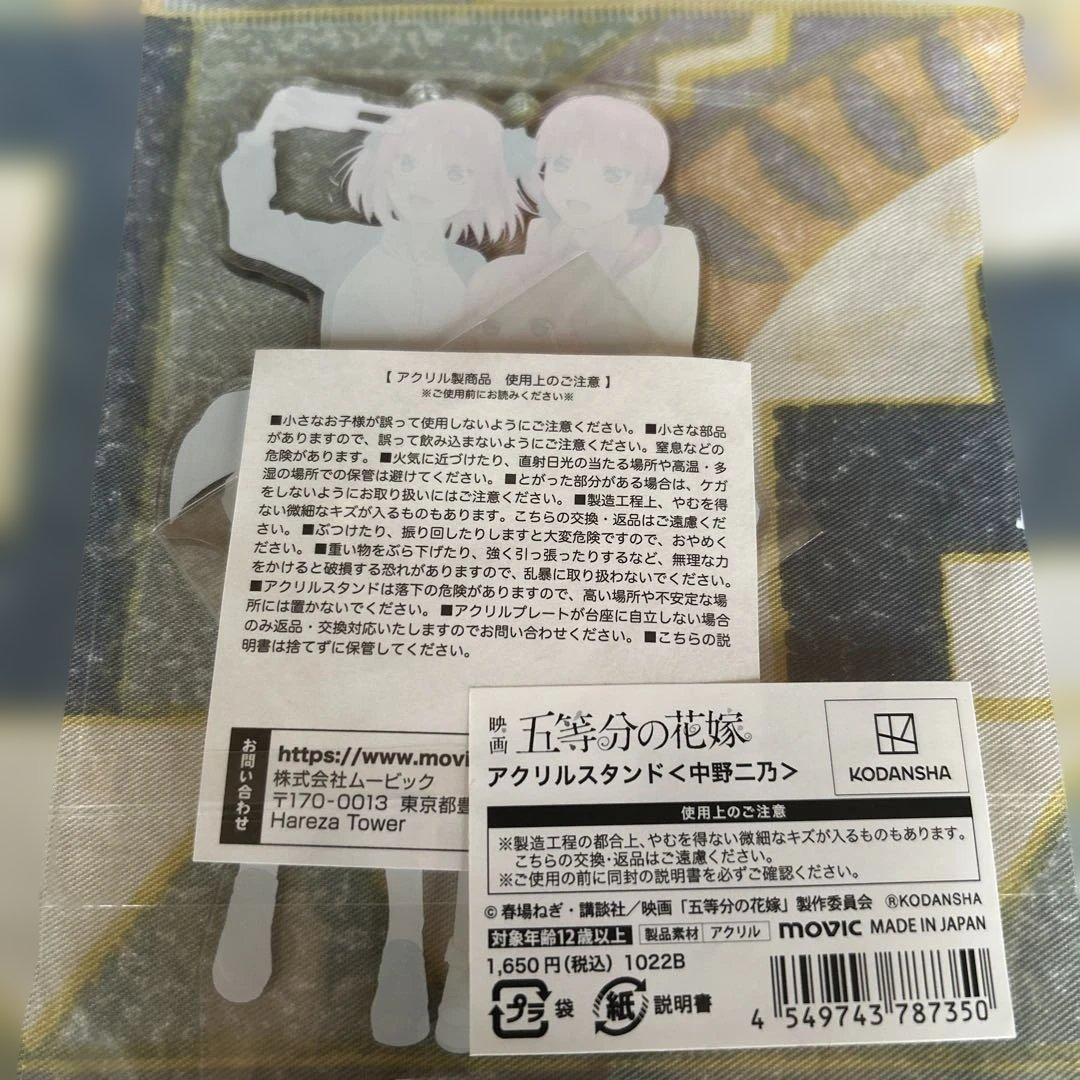 【 アクリル製商品　使用上のご注意 】
※ご使用前にお読みください※
■小さなお子様が誤って使用しないようにご注意ください。 ■小さな部品
がありますので、誤って飲み込まないようにご注意ください。窒息などの
危険があります。 ■火気に近づけたり、直射日光の当たる場所や高温・多
湿の場所での保管は避けてください。 ■とがった部分がある場合は、ケガ
をしないようにお取り扱いにはご注意ください。 ■製造工程上、やむを得
ない微細なキズが入るものもあります。こちらの交換・返品はご遠慮くだ
さい。 ■ぶつけたり、振り回したりしますと大変危険ですので、おやめく
ださい。 ■重い物をぶら下げたり、強く引っ張ったりするなど、無理な力
をかけると破損する恐れがありますので、乱暴に取り扱わないでください。
■アクリルスタンドは落下の危険がありますので、高い場所や不安定な場
所には置かないでください。 ■アクリルプレートが台座に自立しない場合
のみ返品・交換対応いたしますのでお問い合わせください。 ■こちらの説
明書は捨てずに保管してください。
お問い合わせ
https://www.movi
株式会社ムービック
〒170-0013 東京都豊
Hareza Tower
映画 五等分の花嫁
アクリルスタンド<中野二乃>
KODANSHA
使用上のご注意
※製造工程の都合上、やむを得ない微細なキズが入るものもあります。
こちらの交換・返品はご遠慮ください。
※ご使用の前に同封の説明書を必ずご確認ください。
© 春場ねぎ・講談社／映画「五等分の花嫁」製作委員会 ®KODANSHA
対象年齢12歳以上 製品素材 アクリル movic MADE IN JAPAN
1,650円(税込) 1022B
プラ 袋 紙 説明書
4 549743 787350